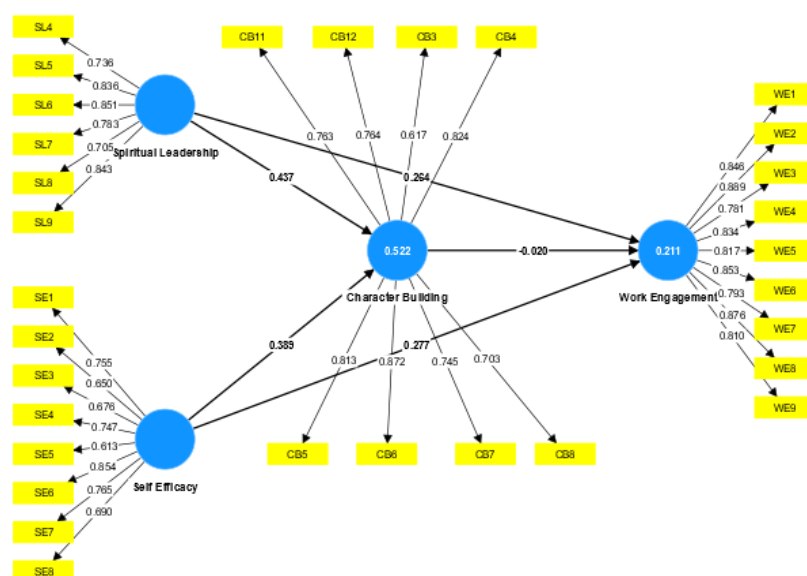 SL4
SL5
SL6
SL7
SL8
SL9
0.736
0.836
0.851
0.783
0.705
0.843
Spiritual Leadership
CB11
CB12
CB3
CB4
0.763
0.764
0.617
0.824
0.437
0.264
0.522
Character Building
-0.020
0.211
Work Engagement
WE1
WE2
WE3
WE4
WE5
WE6
WE7
WE8
WE9
0.846
0.889
0.781
0.834
0.817
0.853
0.793
0.876
0.810
SE1
SE2
SE3
SE4
SE5
SE6
SE7
SE8
0.755
0.650
0.676
0.747
0.613
0.854
0.765
0.690
Self Efficacy
0.389
0.277
0.813
0.872
0.745
0.703
CB5
CB6
CB7
CB8